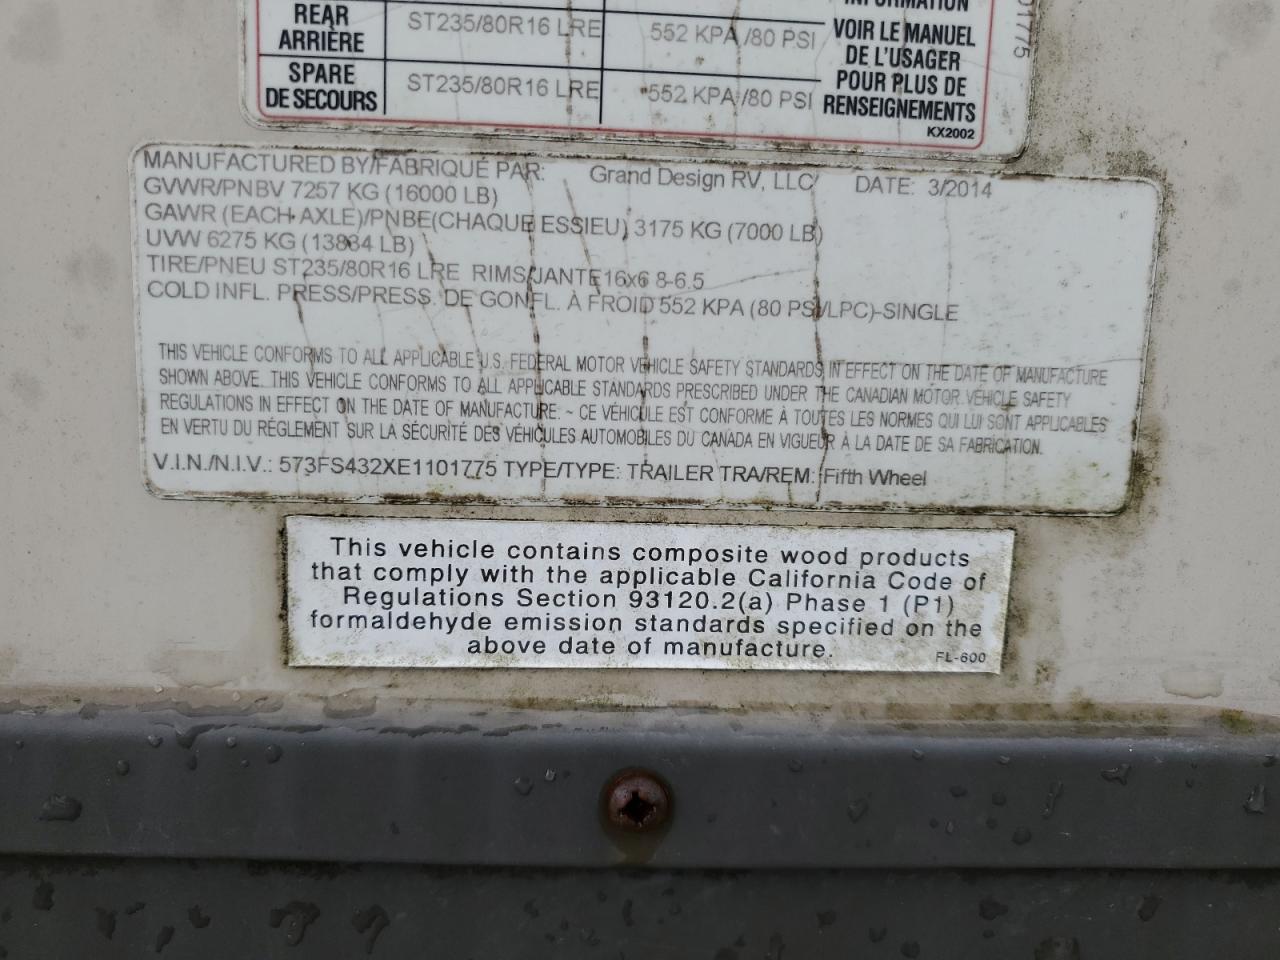 INFORMATION
REAR ST235/80R16 LRE 552 KPA /80 PSI VOIR LE MANUEL
ARRIÈRE DE L'USAGER
SPARE ST235/80R16 LRE 552 KPA /80 PSI POUR PLUS DE
DE SECOURS RENSEIGNEMENTS
KX2002
MANUFACTURED BY/FABRIQUÉ PAR: Grand Design RV, LLC DATE: 3/2014
GVWR/PNBV 7257 KG (16000 LB)
GAWR (EACH AXLE)/PNBE(CHAQUE ESSIEU) 3175 KG (7000 LB)
UVW 6275 KG (13834 LB)
TIRE/PNEU ST235/80R16 LRE RIMS/JANTE16x6 8-6.5
COLD INFL. PRESS/PRESS. DE GONFL. À FROID 552 KPA (80 PSI/LPC)-SINGLE
THIS VEHICLE CONFORMS TO ALL APPLICABLE U.S. FEDERAL MOTOR VEHICLE SAFETY STANDARDS IN EFFECT ON THE DATE OF MANUFACTURE
SHOWN ABOVE. THIS VEHICLE CONFORMS TO ALL APPLICABLE STANDARDS PRESCRIBED UNDER THE CANADIAN MOTOR VEHICLE SAFETY
REGULATIONS IN EFFECT ON THE DATE OF MANUFACTURE. ~ CE VÉHICULE EST CONFORME À TOUTES LES NORMES QUI LUI SONT APPLICABLES
EN VERTU DU RÉGLEMENT SUR LA SÉCURITÉ DES VÉHICULES AUTOMOBILES DU CANADA EN VIGUEUR À LA DATE DE SA FABRICATION.
V.I.N./N.I.V.: 573FS432XE1101775 TYPE/TYPE: TRAILER TRA/REM: Fifth Wheel
This vehicle contains composite wood products
that comply with the applicable California Code of
Regulations Section 93120.2(a) Phase 1 (P1)
formaldehyde emission standards specified on the
above date of manufacture.
FL-600